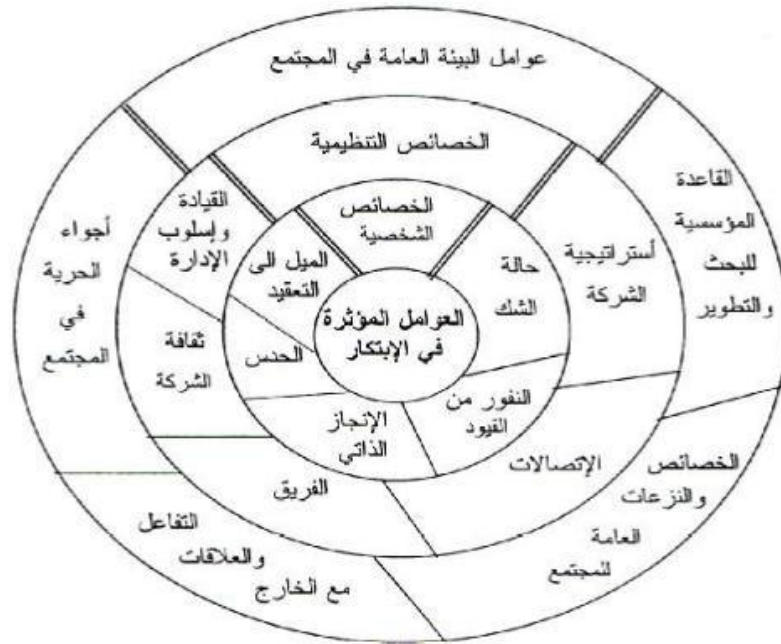 عوامل البيئة العامة في المجتمع
الخصائص التنظيمية
الخصائص
الشخصية
العوامل المؤثرة
في الإبتكار
حالة
الشك
النفور من
القيود
الإنجاز
الذاتي
الحدس
الميل الى
التعقيد
أستراتيجية
الشركة
الإتصالات
الفريق
ثقافة
الشركة
القيادة
وإسلوب
الإدارة
القاعدة
المؤسسية
للبحث
والتطوير
الخصائص
والنزعات
العامة
للمجتمع
التفاعل
والعلاقات
مع الخارج
أجواء
الحرية
في
المجتمع